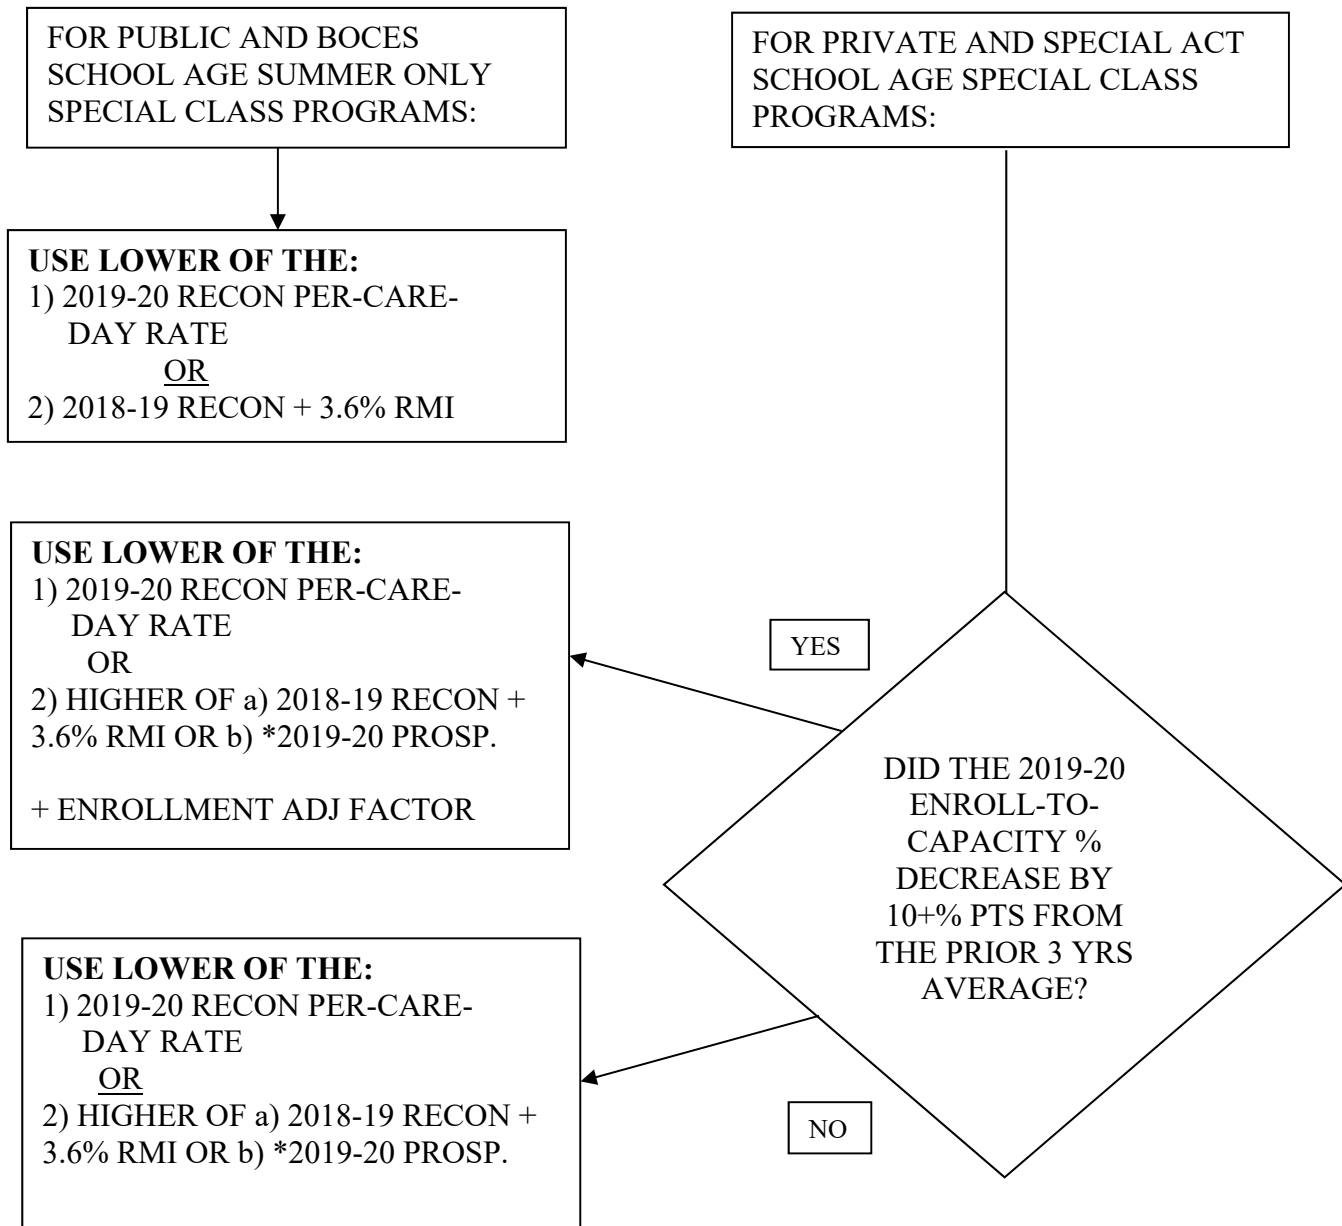 FOR PUBLIC AND BOCES
SCHOOL AGE SUMMER ONLY
SPECIAL CLASS PROGRAMS:
USE LOWER OF THE:
1) 2019-20 RECON PER-CARE-
DAY RATE
OR
2) 2018-19 RECON + 3.6% RMI
FOR PRIVATE AND SPECIAL ACT
SCHOOL AGE SPECIAL CLASS
PROGRAMS:
DID THE 2019-20
ENROLL-TO-
CAPACITY %
DECREASE BY
10+% PTS FROM
THE PRIOR 3 YRS
AVERAGE?
YES
USE LOWER OF THE:
1) 2019-20 RECON PER-CARE-
DAY RATE
OR
2) HIGHER OF a) 2018-19 RECON +
3.6% RMI OR b) *2019-20 PROSP.
+ ENROLLMENT ADJ FACTOR
NO
USE LOWER OF THE:
1) 2019-20 RECON PER-CARE-
DAY RATE
OR
2) HIGHER OF a) 2018-19 RECON +
3.6% RMI OR b) *2019-20 PROSP.